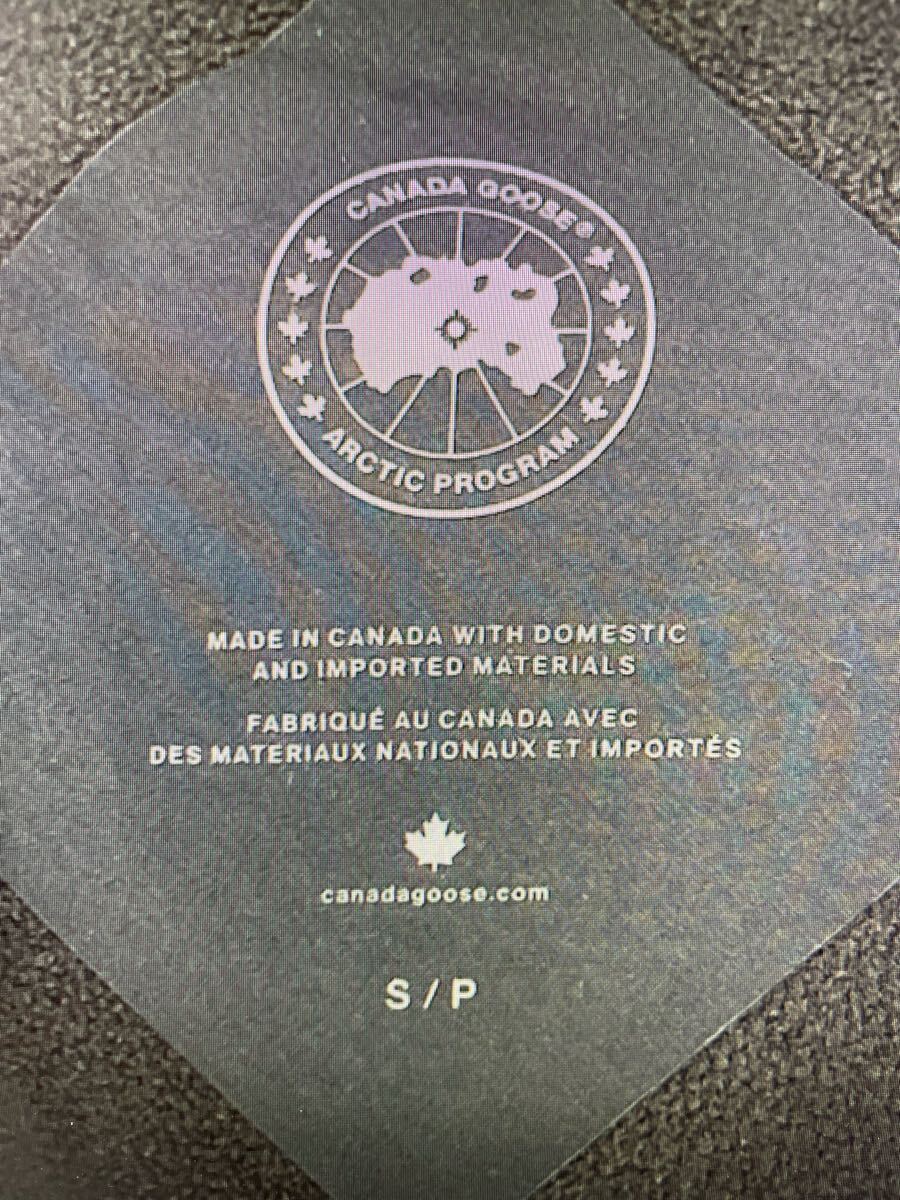 CANADA GOOSE®
ARCTIC PROGRAM
MADE IN CANADA WITH DOMESTIC
AND IMPORTED MATERIALS
FABRIQUÉ AU CANADA AVEC
DES MATERIAUX NATIONAUX ET IMPORTÉS
canadagoose.com
S / P